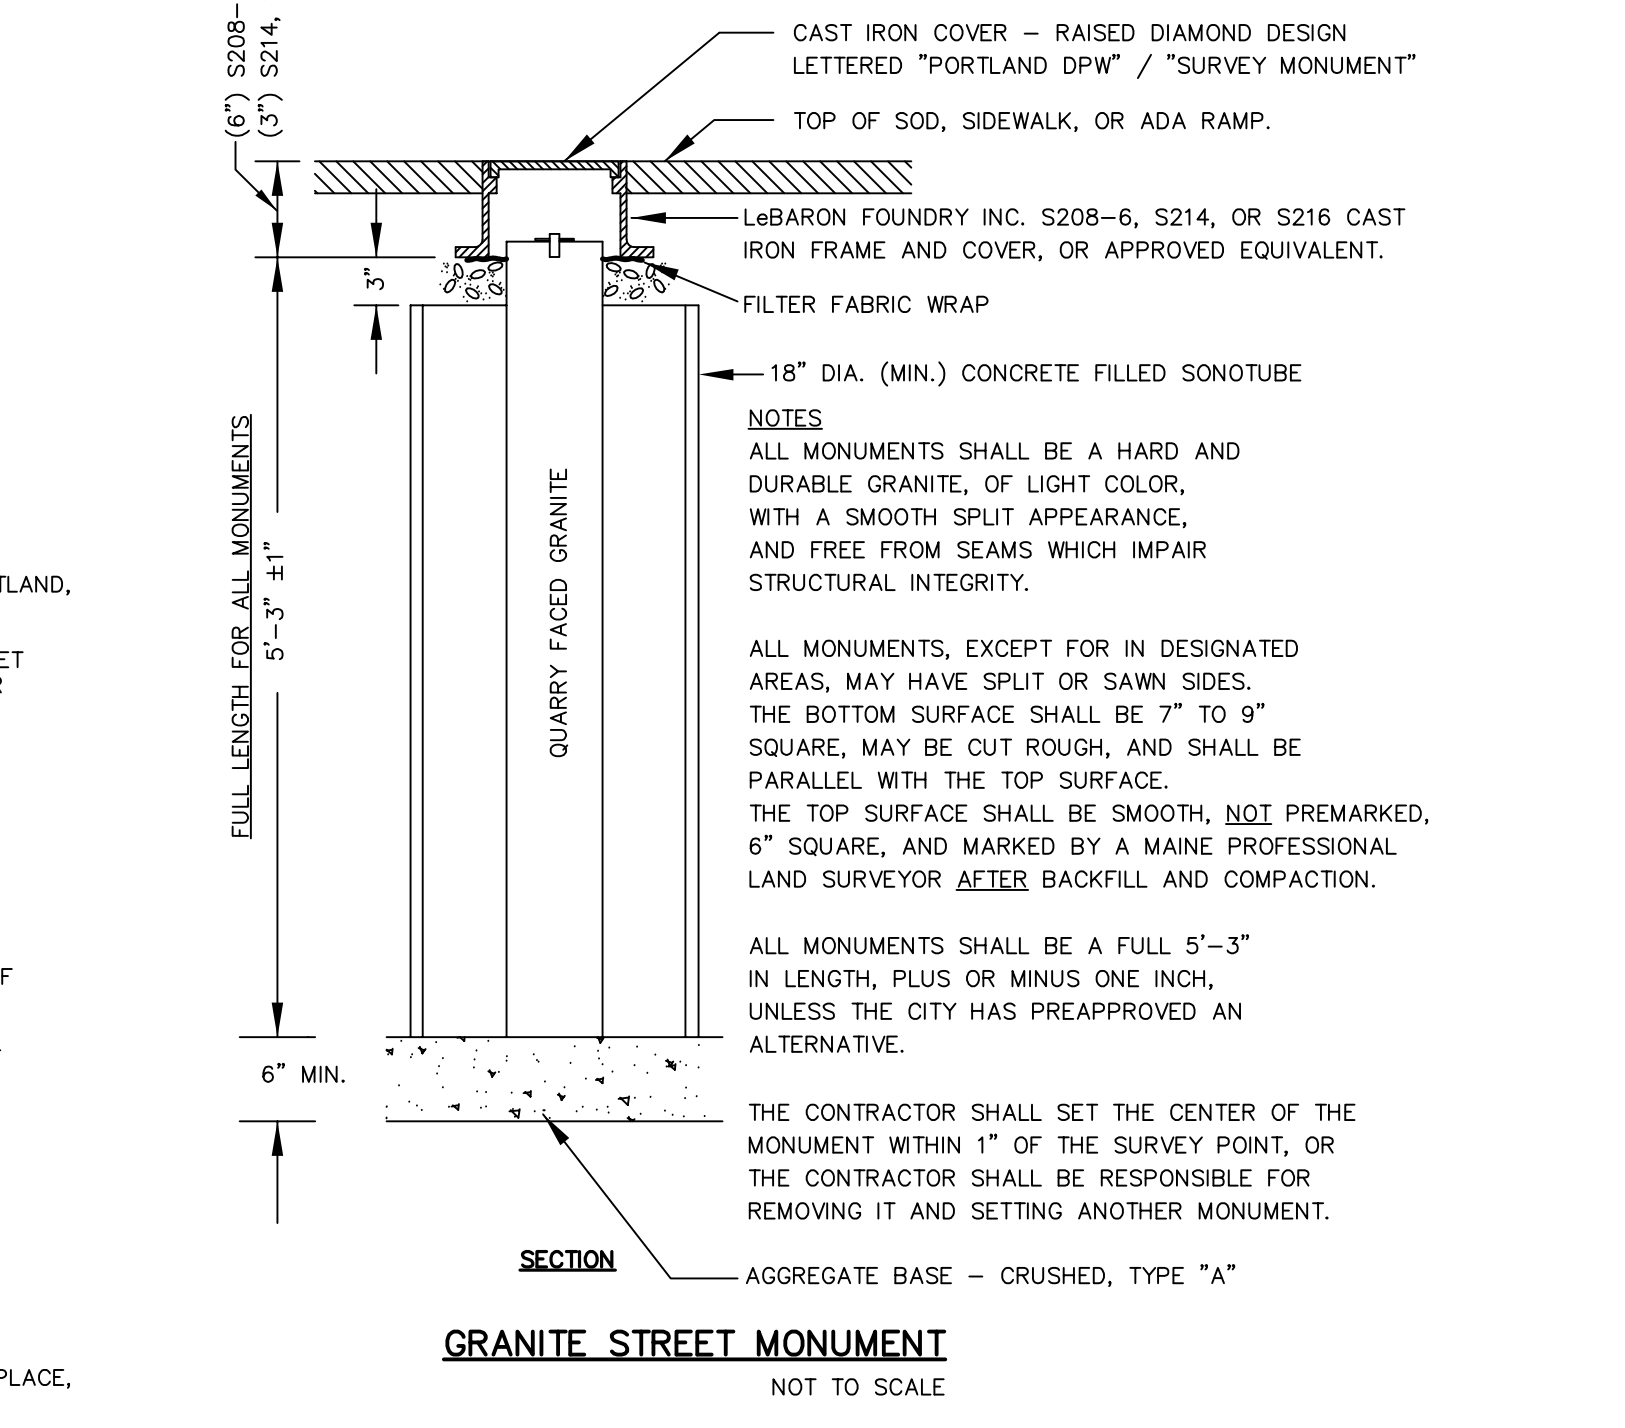 (6") S208-
(3") S214,
CAST IRON COVER – RAISED DIAMOND DESIGN
LETTERED "PORTLAND DPW" / "SURVEY MONUMENT"
TOP OF SOD, SIDEWALK, OR ADA RAMP.
LeBARON FOUNDRY INC. S208-6, S214, OR S216 CAST
IRON FRAME AND COVER, OR APPROVED EQUIVALENT.
3"
FILTER FABRIC WRAP
18" DIA. (MIN.) CONCRETE FILLED SONOTUBE
FULL LENGTH FOR ALL MONUMENTS
5'-3" ±1"
QUARRY FACED GRANITE
NOTES
ALL MONUMENTS SHALL BE A HARD AND
DURABLE GRANITE, OF LIGHT COLOR,
WITH A SMOOTH SPLIT APPEARANCE,
AND FREE FROM SEAMS WHICH IMPAIR
STRUCTURAL INTEGRITY.
ALL MONUMENTS, EXCEPT FOR IN DESIGNATED
AREAS, MAY HAVE SPLIT OR SAWN SIDES.
THE BOTTOM SURFACE SHALL BE 7" TO 9"
SQUARE, MAY BE CUT ROUGH, AND SHALL BE
PARALLEL WITH THE TOP SURFACE.
THE TOP SURFACE SHALL BE SMOOTH, NOT PREMARKED,
6" SQUARE, AND MARKED BY A MAINE PROFESSIONAL
LAND SURVEYOR AFTER BACKFILL AND COMPACTION.
ALL MONUMENTS SHALL BE A FULL 5'-3"
IN LENGTH, PLUS OR MINUS ONE INCH,
UNLESS THE CITY HAS PREAPPROVED AN
ALTERNATIVE.
THE CONTRACTOR SHALL SET THE CENTER OF THE
MONUMENT WITHIN 1" OF THE SURVEY POINT, OR
THE CONTRACTOR SHALL BE RESPONSIBLE FOR
REMOVING IT AND SETTING ANOTHER MONUMENT.
6" MIN.
AGGREGATE BASE – CRUSHED, TYPE "A"
SECTION
GRANITE STREET MONUMENT
NOT TO SCALE
TLAND,
ET
F
PLACE,